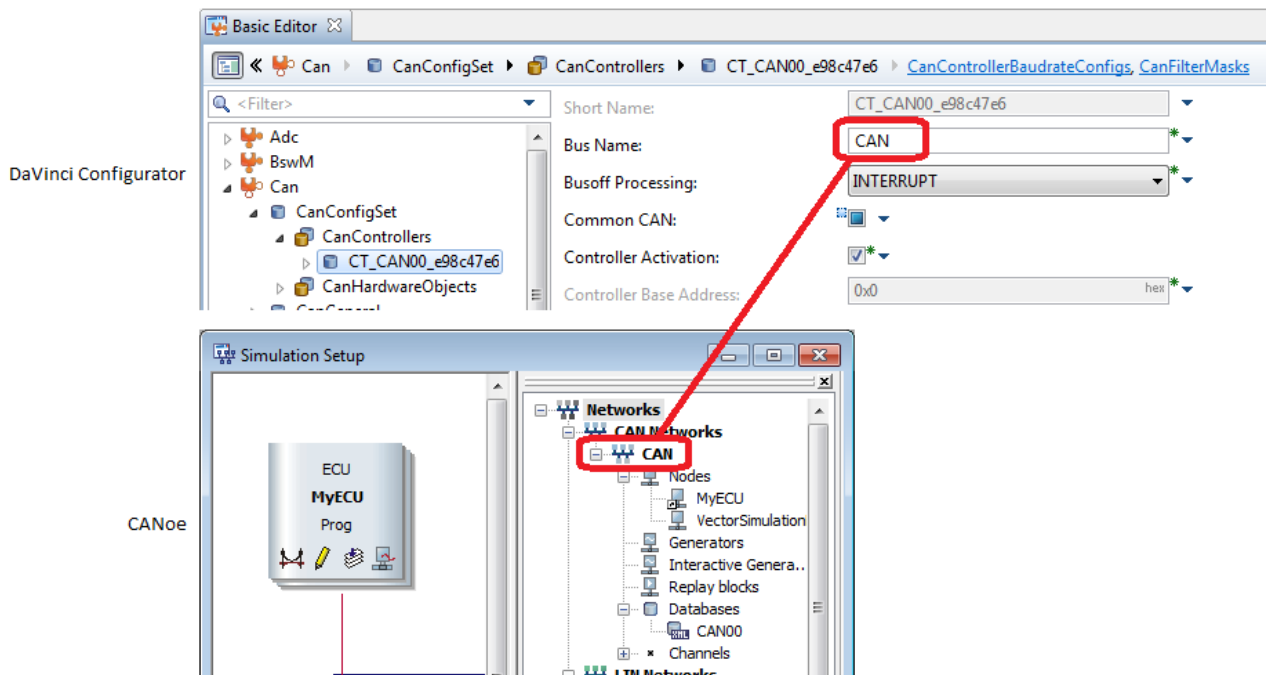 Basic Editor
Can CanConfigSet CanControllers CT_CAN00_e98c47e6 CanControllerBaudrateConfigs, CanFilterMasks
<Filter>
Short Name: CT_CAN00_e98c47e6
Adc
Bus Name: CAN
BswM
DaVinci Configurator
Busoff Processing: INTERRUPT
Can
CanConfigSet
Common CAN:
CanControllers
Controller Activation:
CT_CAN00_e98c47e6
CanHardwareObjects
Controller Base Address: 0x0 hex
CanGeneral
Simulation Setup
Networks
CAN Networks
CAN
ECU
Nodes
MyECU
MyECU
CANoe
Prog
VectorSimulation
Generators
Interactive Genera..
Replay blocks
Databases
CAN00
Channels
LIN Networks